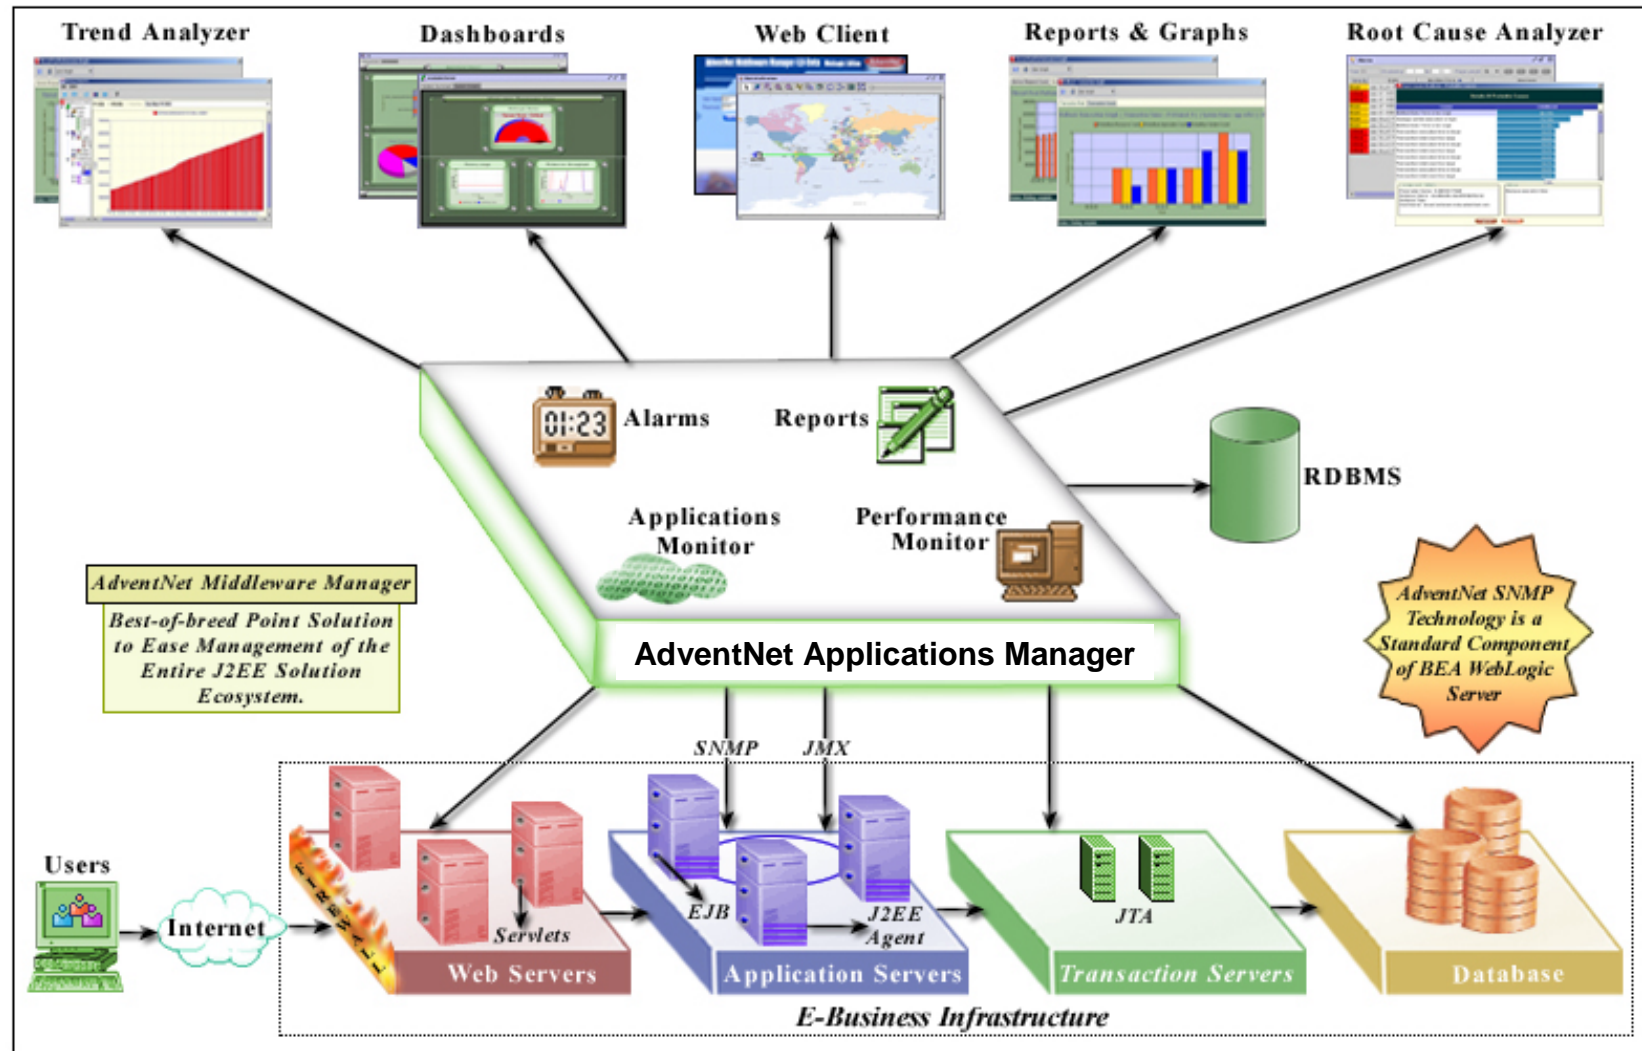 Trend Analyzer
Dashboards
Web Client
Reports & Graphs
Root Cause Analyzer
01:23
Alarms
Reports
Applications
Monitor
Performance
Monitor
RDBMS
AdventNet Middleware Manager
Best-of-breed Point Solution
to Ease Management of the
Entire J2EE Solution
Ecosystem.
AdventNet SNMP
Technology is a
Standard Component
of BEA WebLogic
Server
AdventNet Applications Manager
SNMP
JMX
Users
Internet
FIREWALL
Servlets
Web Servers
EJB
J2EE
Agent
Application Servers
JTA
Transaction Servers
Database
E-Business Infrastructure